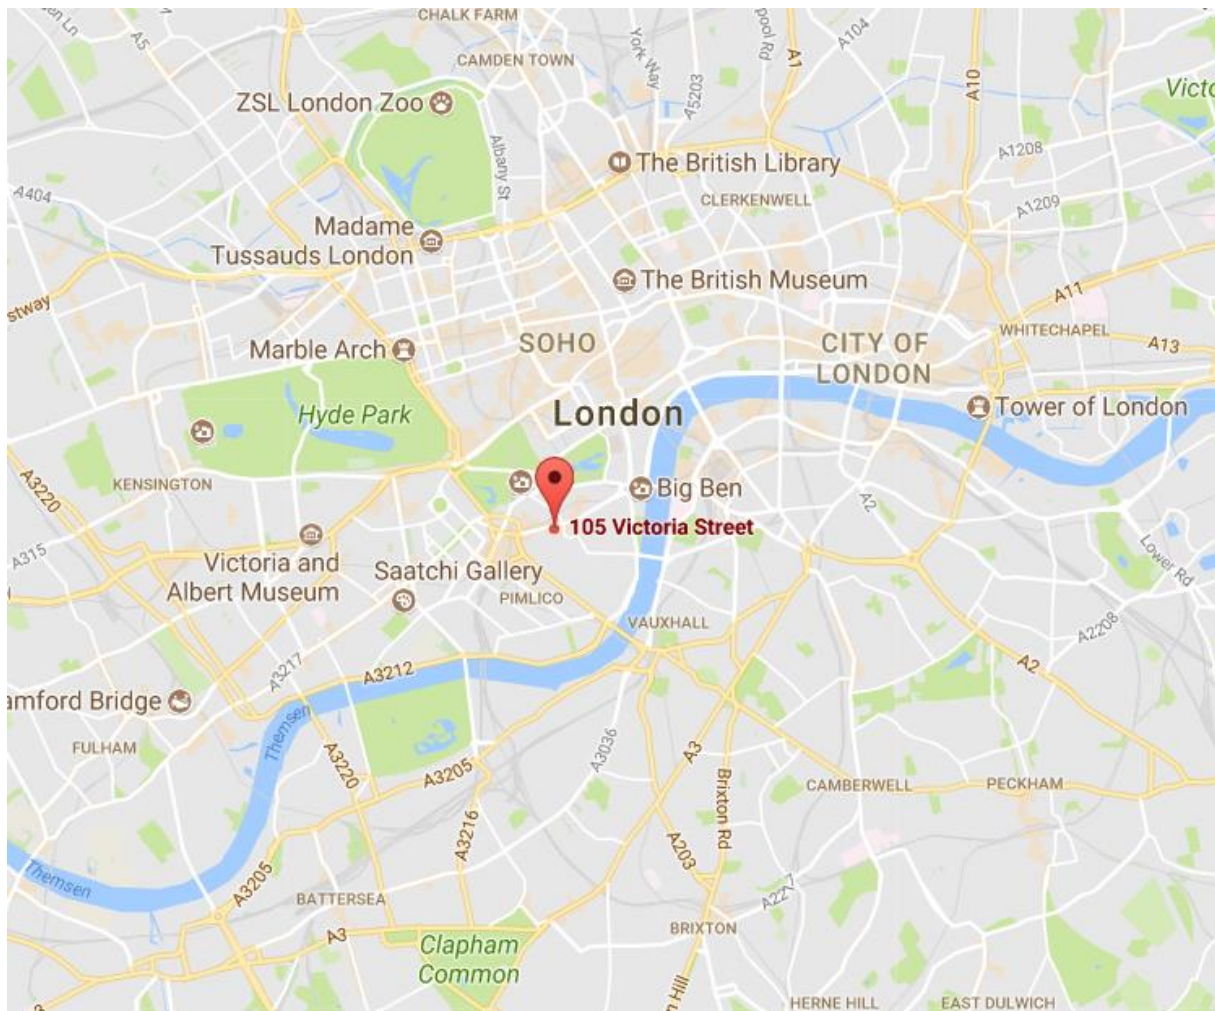 CHALK FARM
A5
York Way
A1
A104
CAMDEN TOWN
A10
A5203
Victo
ZSL London Zoo
Albany St
The British Library
A1208
A404
CLERKENWELL
A1209
Madame
Tussauds London
The British Museum
A11
stway
WHITECHAPEL
Marble Arch
SOHO
CITY OF
LONDON
A13
Hyde Park
London
Tower of London
A3220
KENSINGTON
Big Ben
A2
105 Victoria Street
A315
Victoria and
Albert Museum
Saatchi Gallery
Lower Rd
PIMLICO
VAUXHALL
A2208
A3217
A3212
A2
amford Bridge
Themsen
FULHAM
A3220
A3205
A3036
A3
Brixton Rd
CAMBERWELL
PECKHAM
A3216
A203
Themsen
A3205
BATTERSEA
A2217
A3
BRIXTON
Clapham
Common
n Hill
HERNE HILL
EAST DULWICH